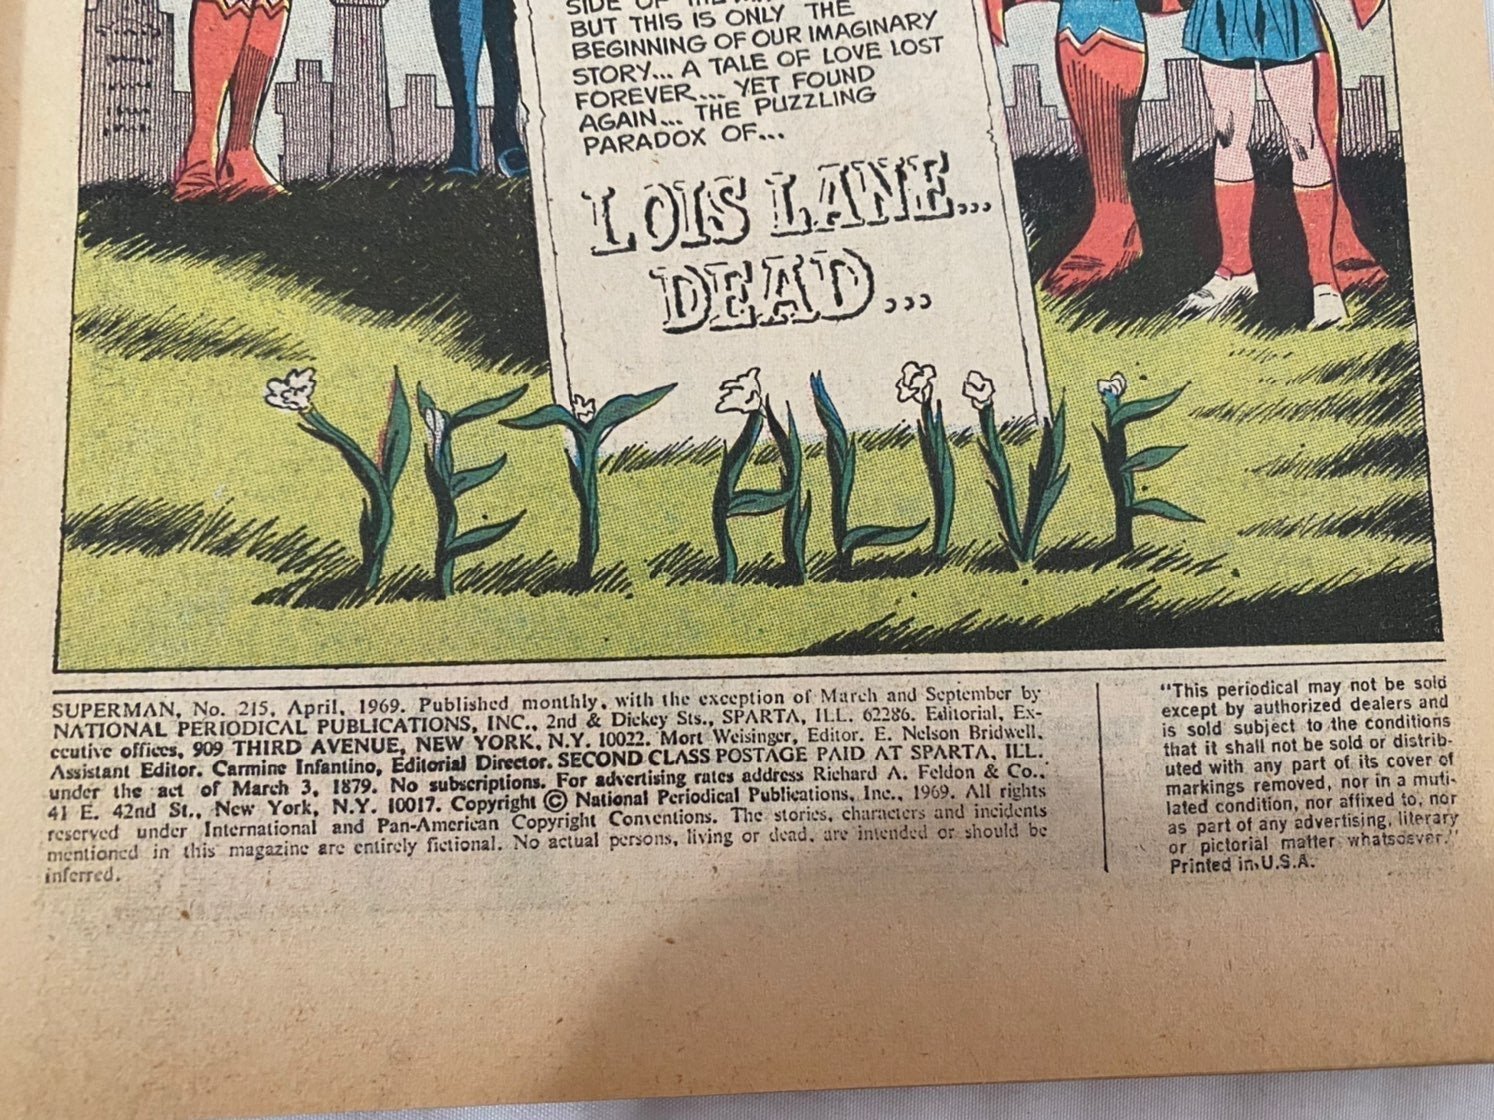 SIDE OF THE
BUT THIS IS ONLY THE
BEGINNING OF OUR IMAGINARY
STORY... A TALE OF LOVE LOST
FOREVER.... YET FOUND
AGAIN... THE PUZZLING
PARADOX OF...
LOIS LANE...
DEAD...
YET ALIVE
SUPERMAN, No. 215, April, 1969. Published monthly, with the exception of March and September by
NATIONAL PERIODICAL PUBLICATIONS, INC., 2nd & Dickey Sts., SPARTA, ILL. 62286. Editorial, Ex-
ecutive offices, 909 THIRD AVENUE, NEW YORK, N.Y. 10022. Mort Weisinger, Editor. E. Nelson Bridwell,
Assistant Editor. Carmine Infantino, Editorial Director. SECOND CLASS POSTAGE PAID AT SPARTA, ILL.
under the act of March 3, 1879. No subscriptions. For advertising rates address Richard A. Feldon & Co.,
41 E. 42nd St., New York, N.Y. 10017. Copyright © National Periodical Publications, Inc., 1969. All rights
reserved under International and Pan-American Copyright Conventions. The stories, characters and incidents
mentioned in this magazine are entirely fictional. No actual persons, living or dead, are intended or should be
inferred.
"This periodical may not be sold
except by authorized dealers and
is sold subject to the conditions
that it shall not be sold or distrib-
uted with any part of its cover of
markings removed, nor in a muti-
lated condition, nor affixed to, nor
as part of any advertising, literary
or pictorial matter whatsoever."
Printed in U.S.A.